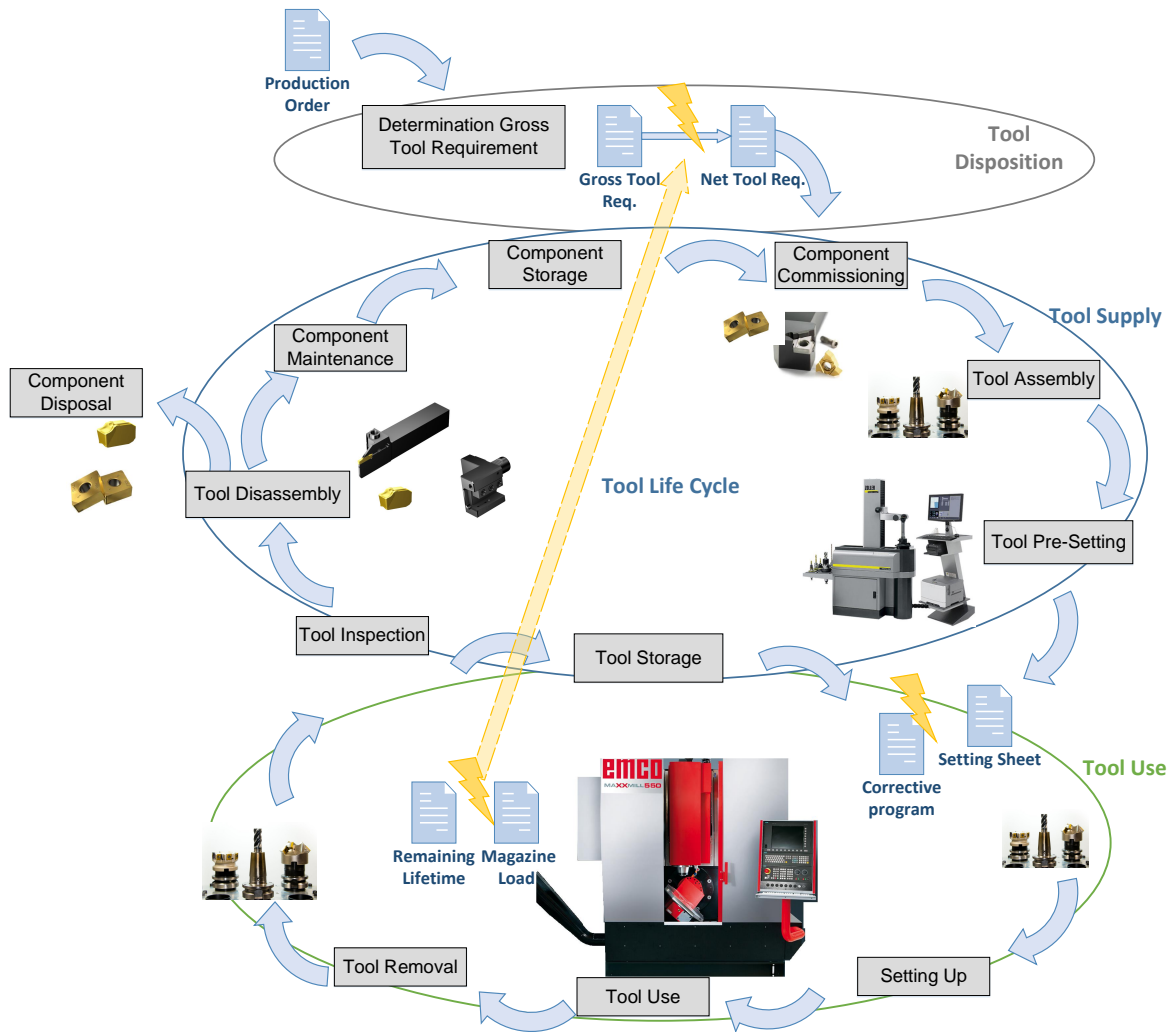 Production
Order
Determination Gross
Tool Requirement
Gross Tool
Req.
Net Tool Req.
Tool
Disposition
Component
Storage
Component
Commissioning
Tool Supply
Component
Maintenance
Component
Disposal
Tool Assembly
Tool Disassembly
Tool Life Cycle
Tool Pre-Setting
Tool Inspection
Tool Storage
Setting Sheet
Corrective
program
Tool Use
emco
MAXXMILL550
Remaining
Lifetime
Magazine
Load
Tool Removal
Tool Use
Setting Up